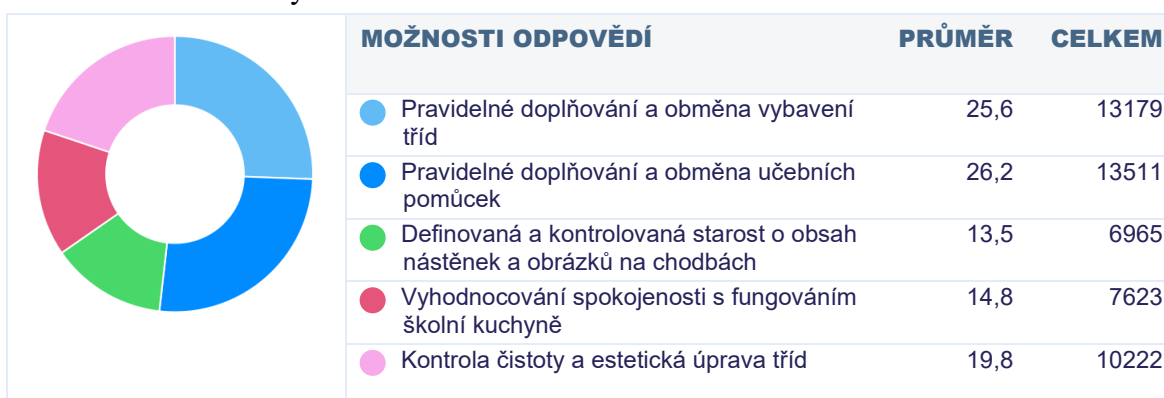 MOŽNOSTI ODPOVĚDÍ PRŮMĚR CELKEM
Pravidelné doplňování a obměna vybavení 25,6 13179
tříd
Pravidelné doplňování a obměna učebních 26,2 13511
pomůcek
Definovaná a kontrolovaná starost o obsah 13,5 6965
nástěnek a obrázků na chodbách
Vyhodnocování spokojenosti s fungováním 14,8 7623
školní kuchyně
Kontrola čistoty a estetická úprava tříd 19,8 10222